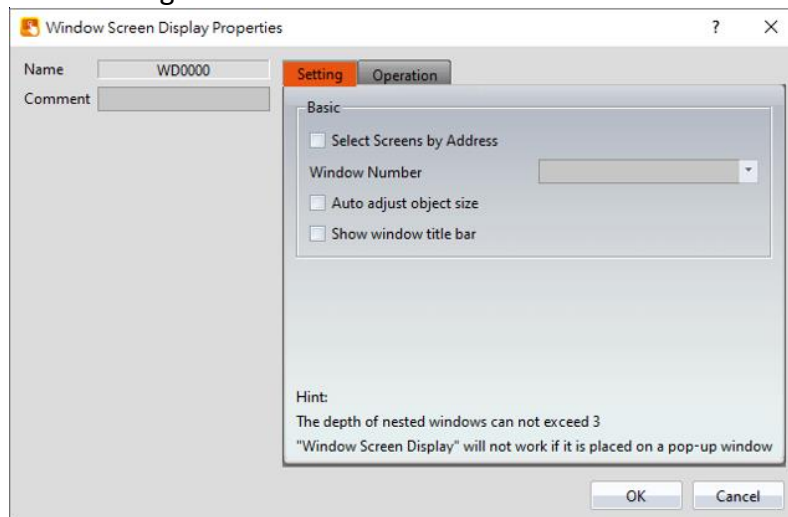 Window Screen Display Properties
Name WD0000
Comment
Setting Operation
Basic
Select Screens by Address
Window Number
Auto adjust object size
Show window title bar
Hint:
The depth of nested windows can not exceed 3
"Window Screen Display" will not work if it is placed on a pop-up window
OK Cancel